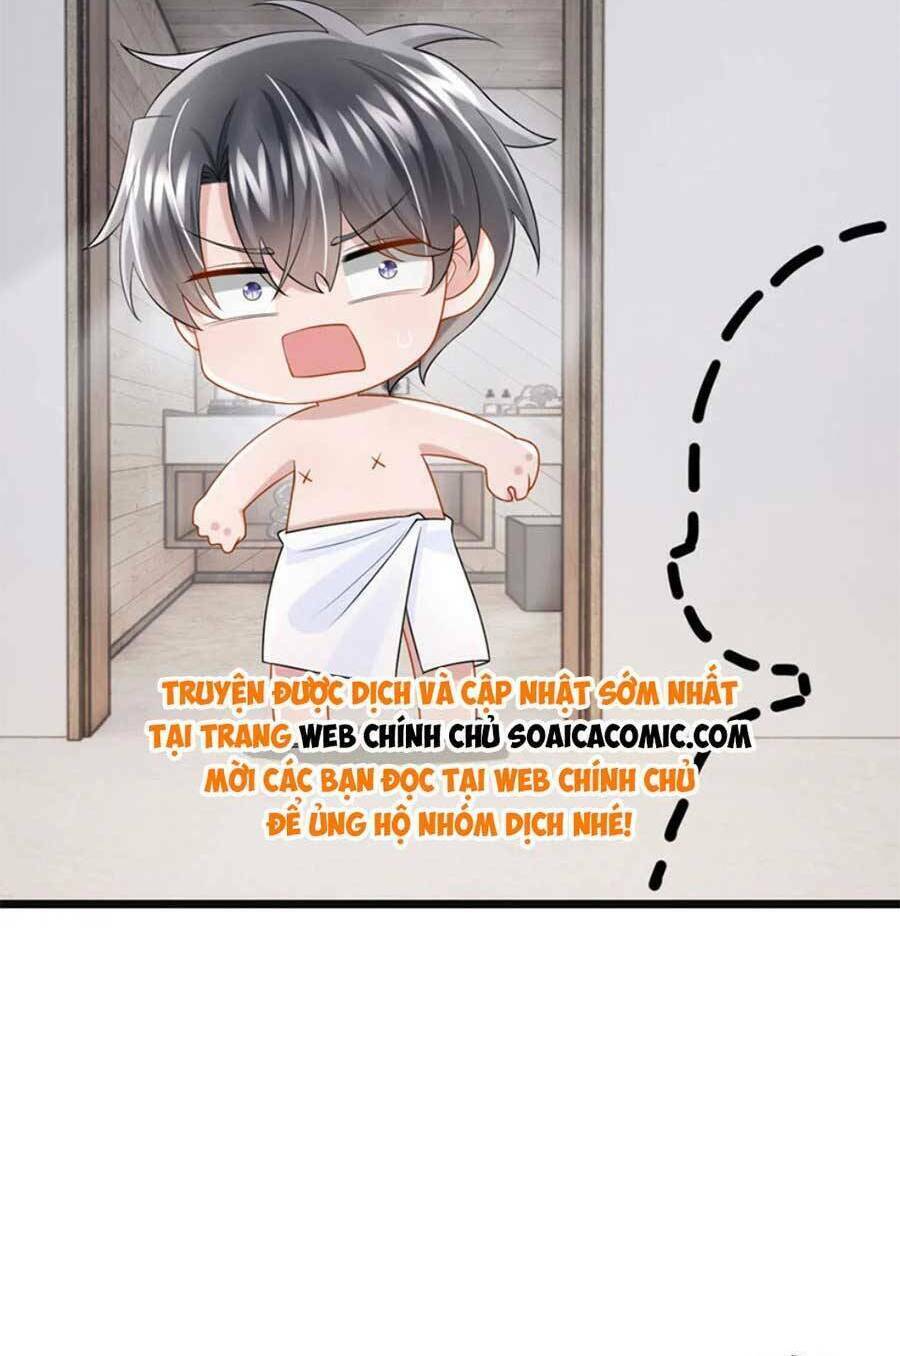 TRUYỆN ĐƯỢC DỊCH VÀ CẬP NHẬT SỚM NHẤT
TẠI TRANG WEB CHÍNH CHỦ SOAICACOMIC.COM
MỜI CÁC BẠN ĐỌC TẠI WEB CHÍNH CHỦ
ĐỂ ỦNG HỘ NHÓM DỊCH NHÉ!